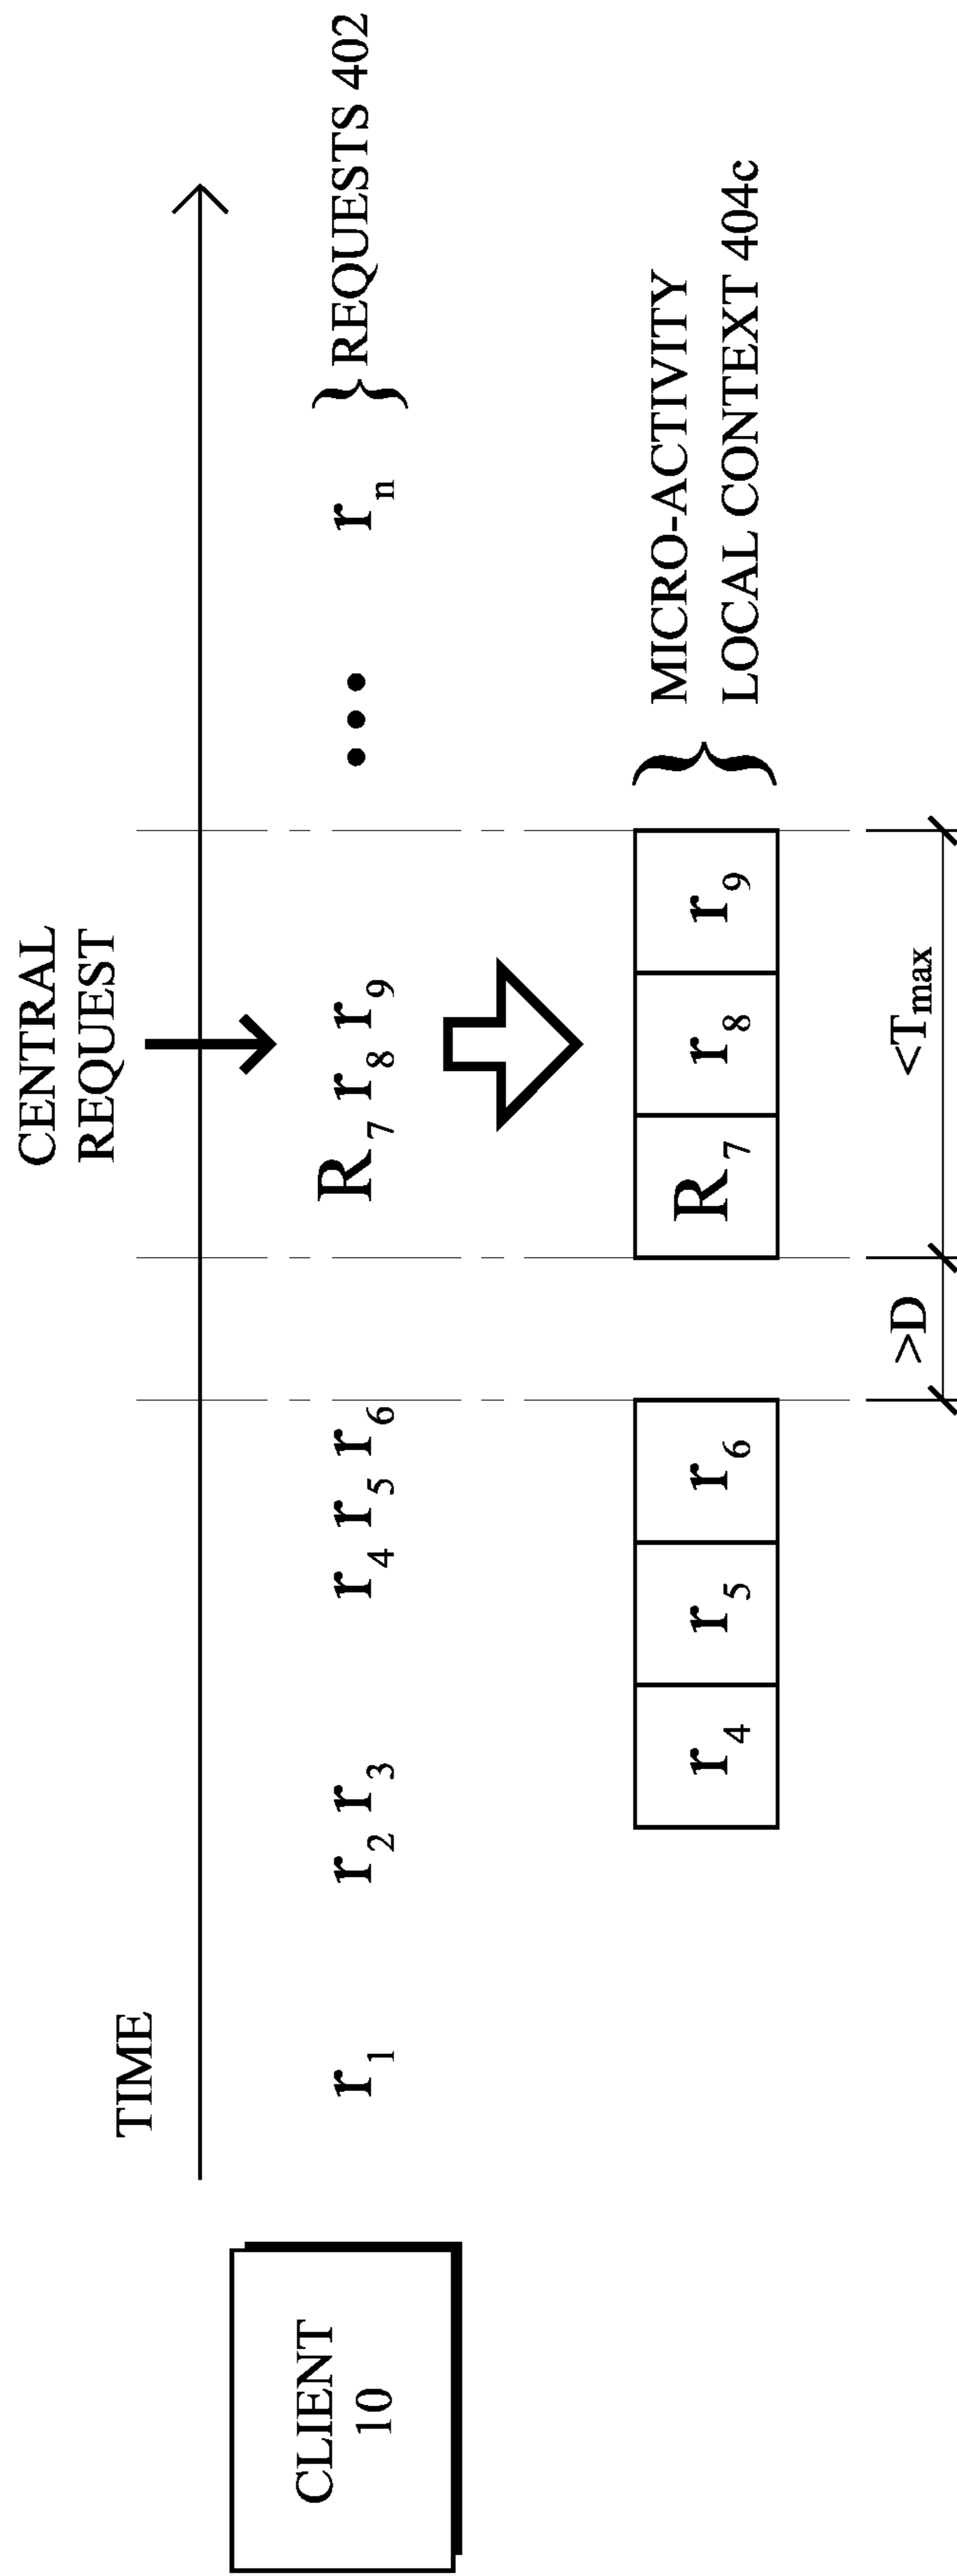 CENTRAL
REQUEST
TIME
CLIENT
10
r1 r2 r3 r4 r5 r6 R7 r8 r9 ••• rn } REQUESTS 402
r4 r5 r6 R7 r8 r9
MICRO-ACTIVITY
LOCAL CONTEXT 404c
>D <Tmax